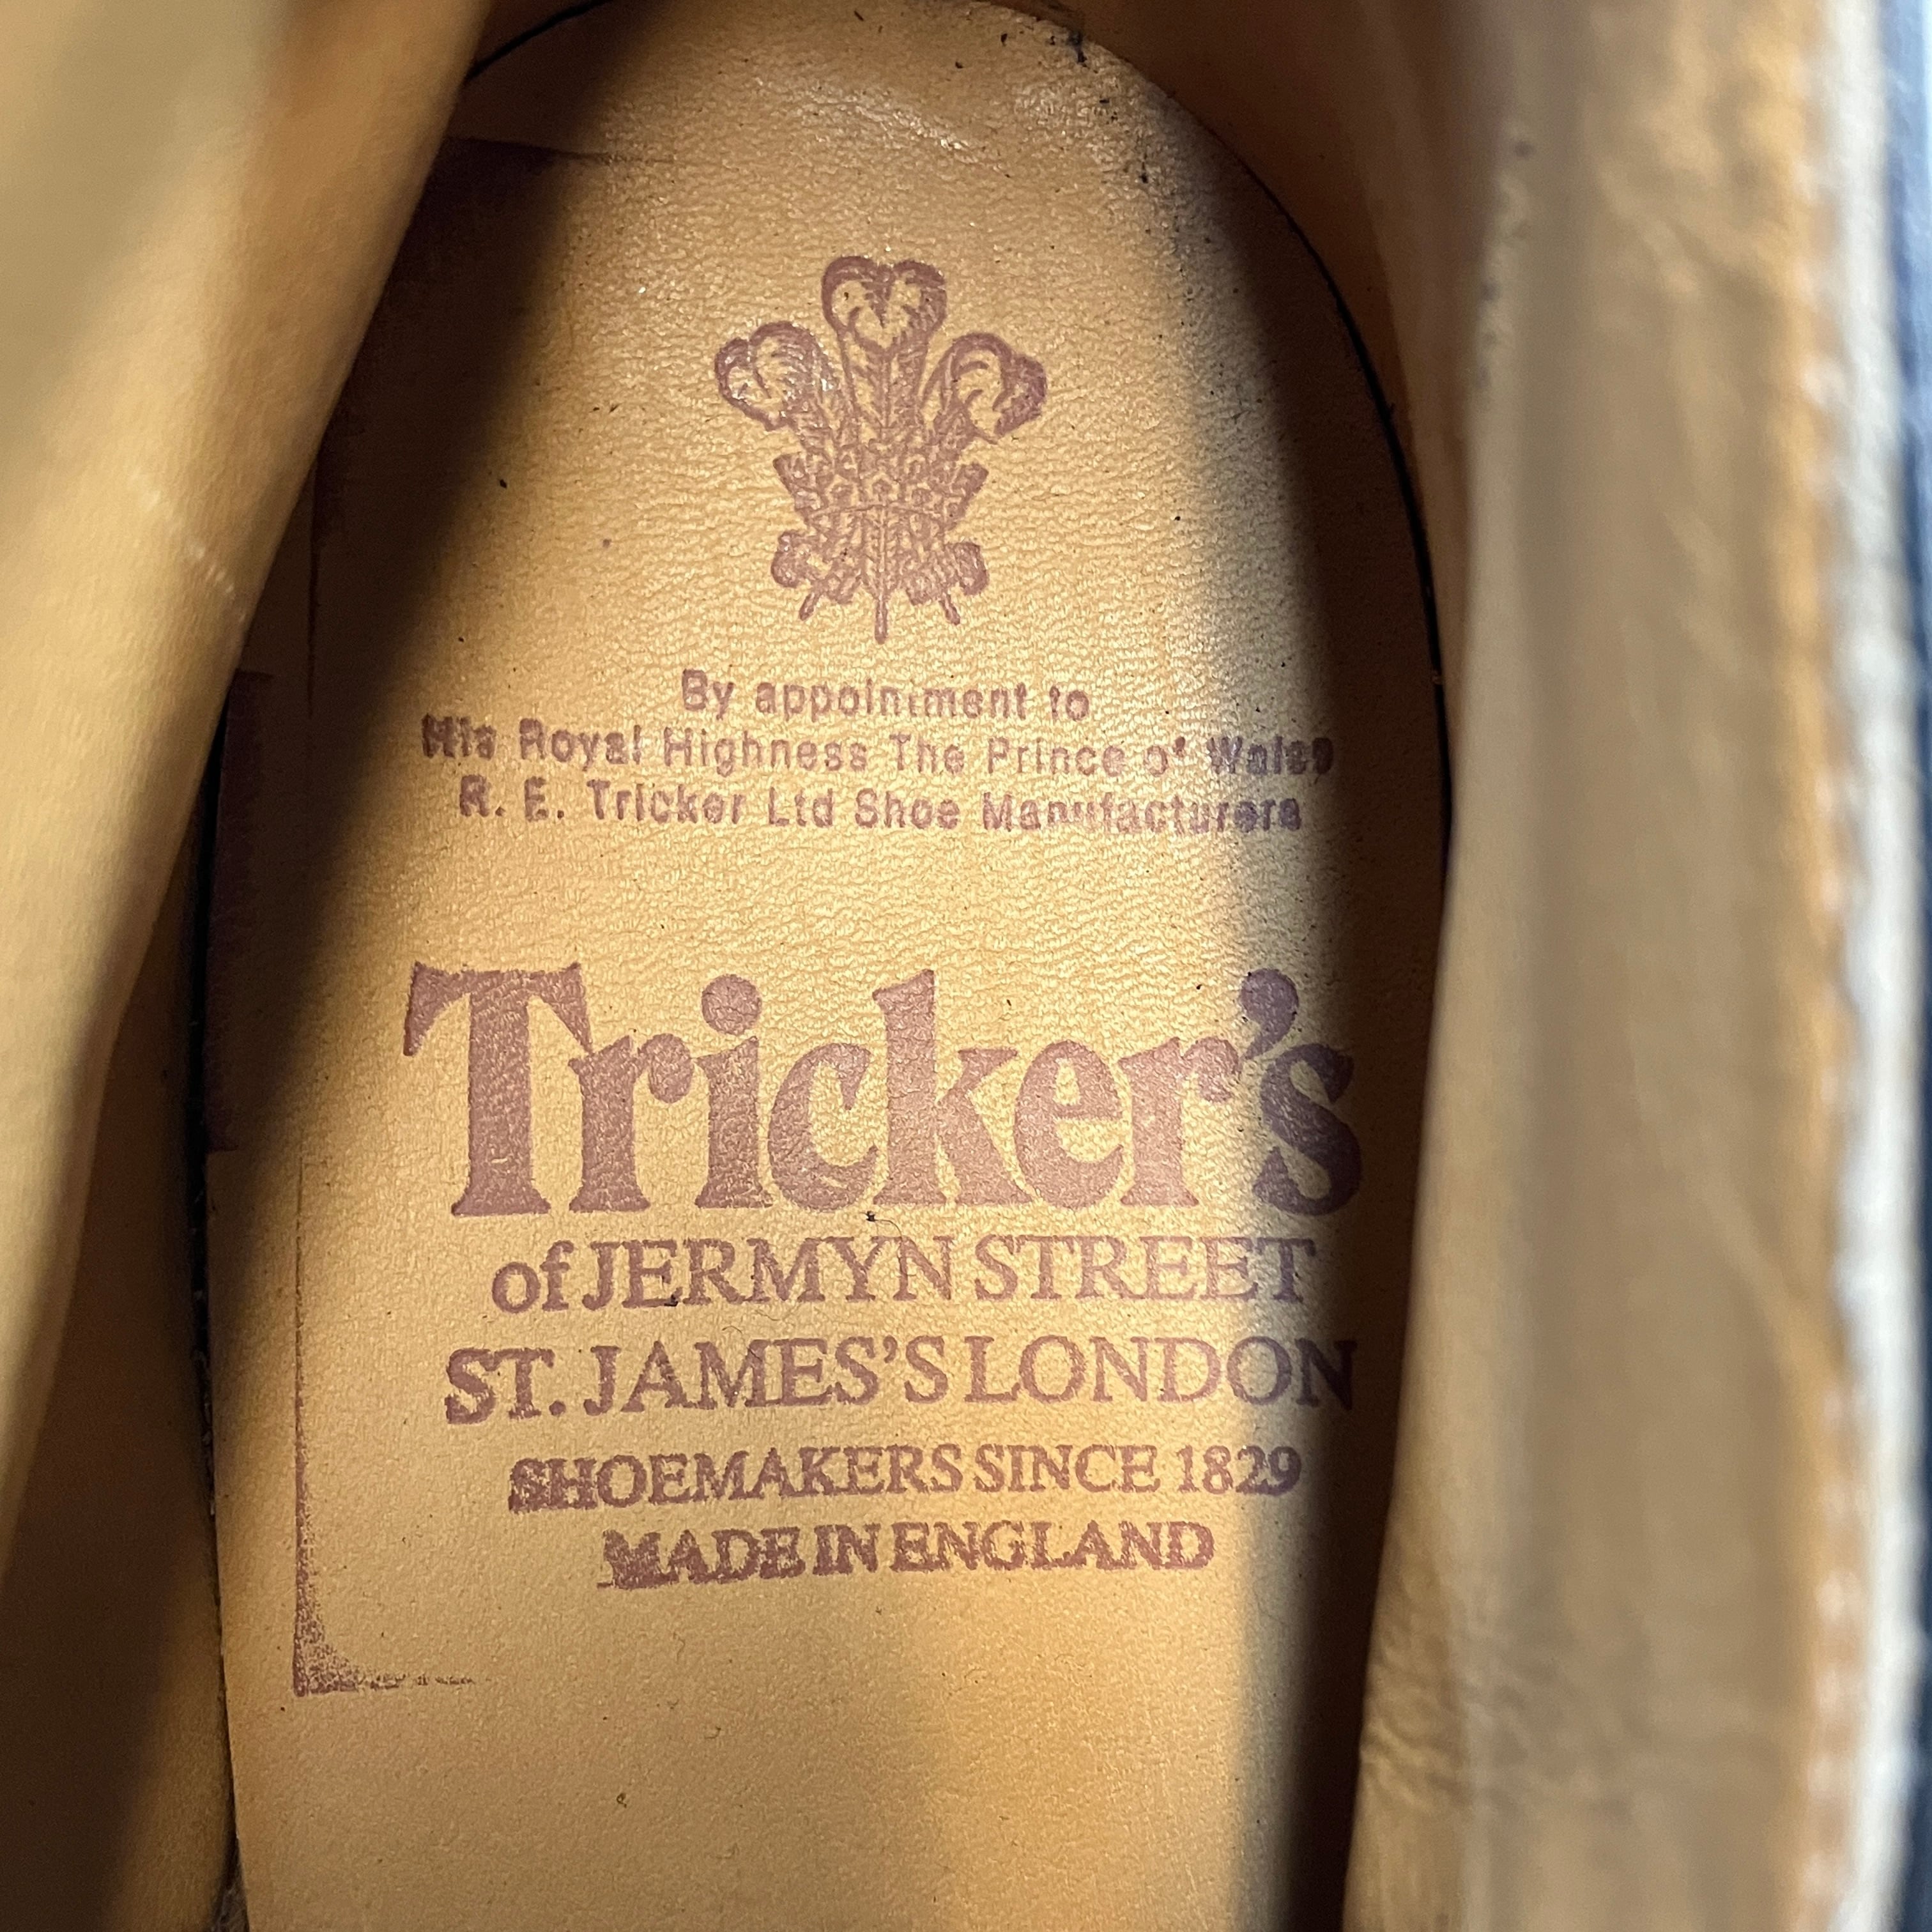 By appointment to
His Royal Highness The Prince of Wales
R. E. Tricker Ltd Shoe Manufacturers
Tricker's
of JERMYN STREET
ST. JAMES'S LONDON
SHOEMAKERS SINCE 1829
MADE IN ENGLAND